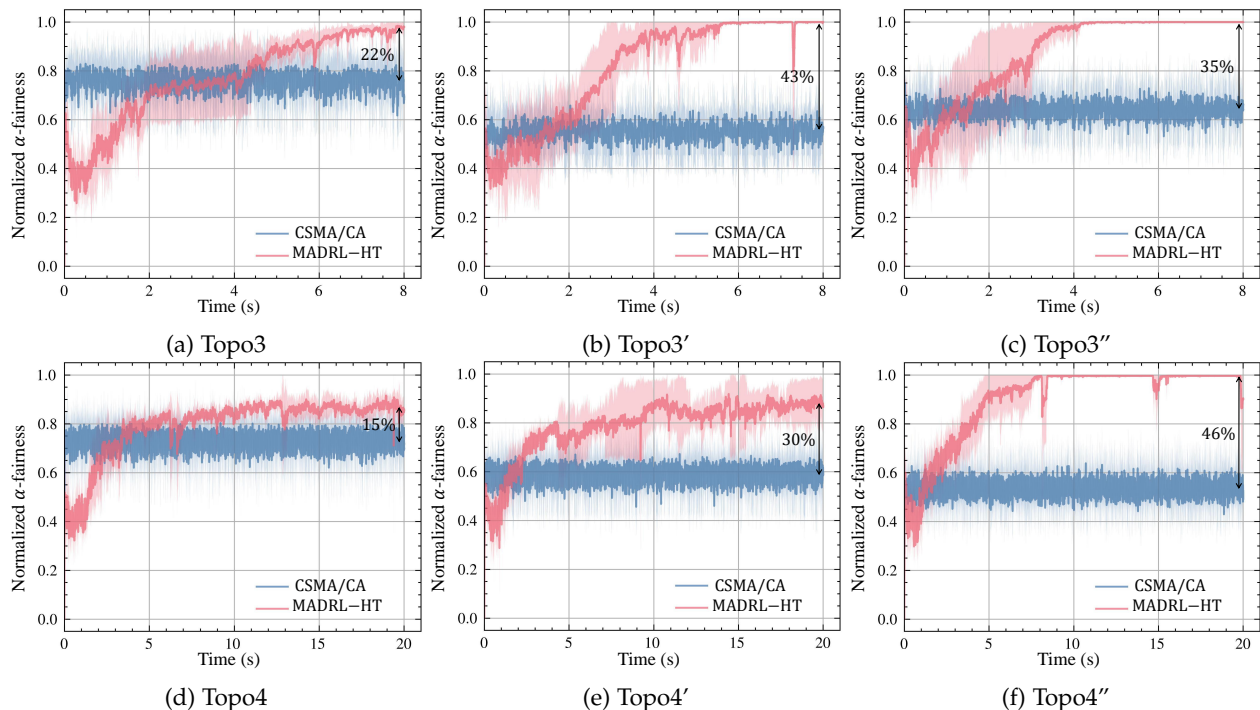 1.0
0.8
0.6
0.4
0.2
0.0
Normalized α-fairness
22%
CSMA/CA
MADRL−HT
0 2 4 6 8
Time (s)
(a) Topo3
1.0
0.8
0.6
0.4
0.2
0.0
Normalized α-fairness
43%
CSMA/CA
MADRL−HT
0 2 4 6 8
Time (s)
(b) Topo3′
1.0
0.8
0.6
0.4
0.2
0.0
Normalized α-fairness
35%
CSMA/CA
MADRL−HT
0 2 4 6 8
Time (s)
(c) Topo3″
1.0
0.8
0.6
0.4
0.2
0.0
Normalized α-fairness
15%
CSMA/CA
MADRL−HT
0 5 10 15 20
Time (s)
(d) Topo4
1.0
0.8
0.6
0.4
0.2
0.0
Normalized α-fairness
30%
CSMA/CA
MADRL−HT
0 5 10 15 20
Time (s)
(e) Topo4′
1.0
0.8
0.6
0.4
0.2
0.0
Normalized α-fairness
46%
CSMA/CA
MADRL−HT
0 5 10 15 20
Time (s)
(f) Topo4″